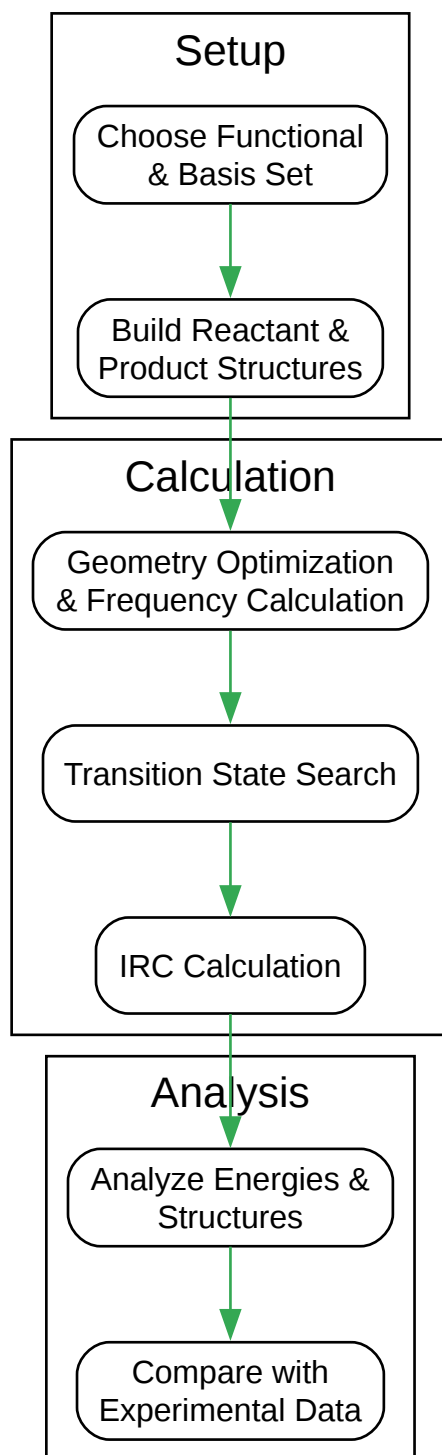 Setup
Choose Functional
& Basis Set
Build Reactant &
Product Structures
Calculation
Geometry Optimization
& Frequency Calculation
Transition State Search
IRC Calculation
Analysis
Analyze Energies &
Structures
Compare with
Experimental Data